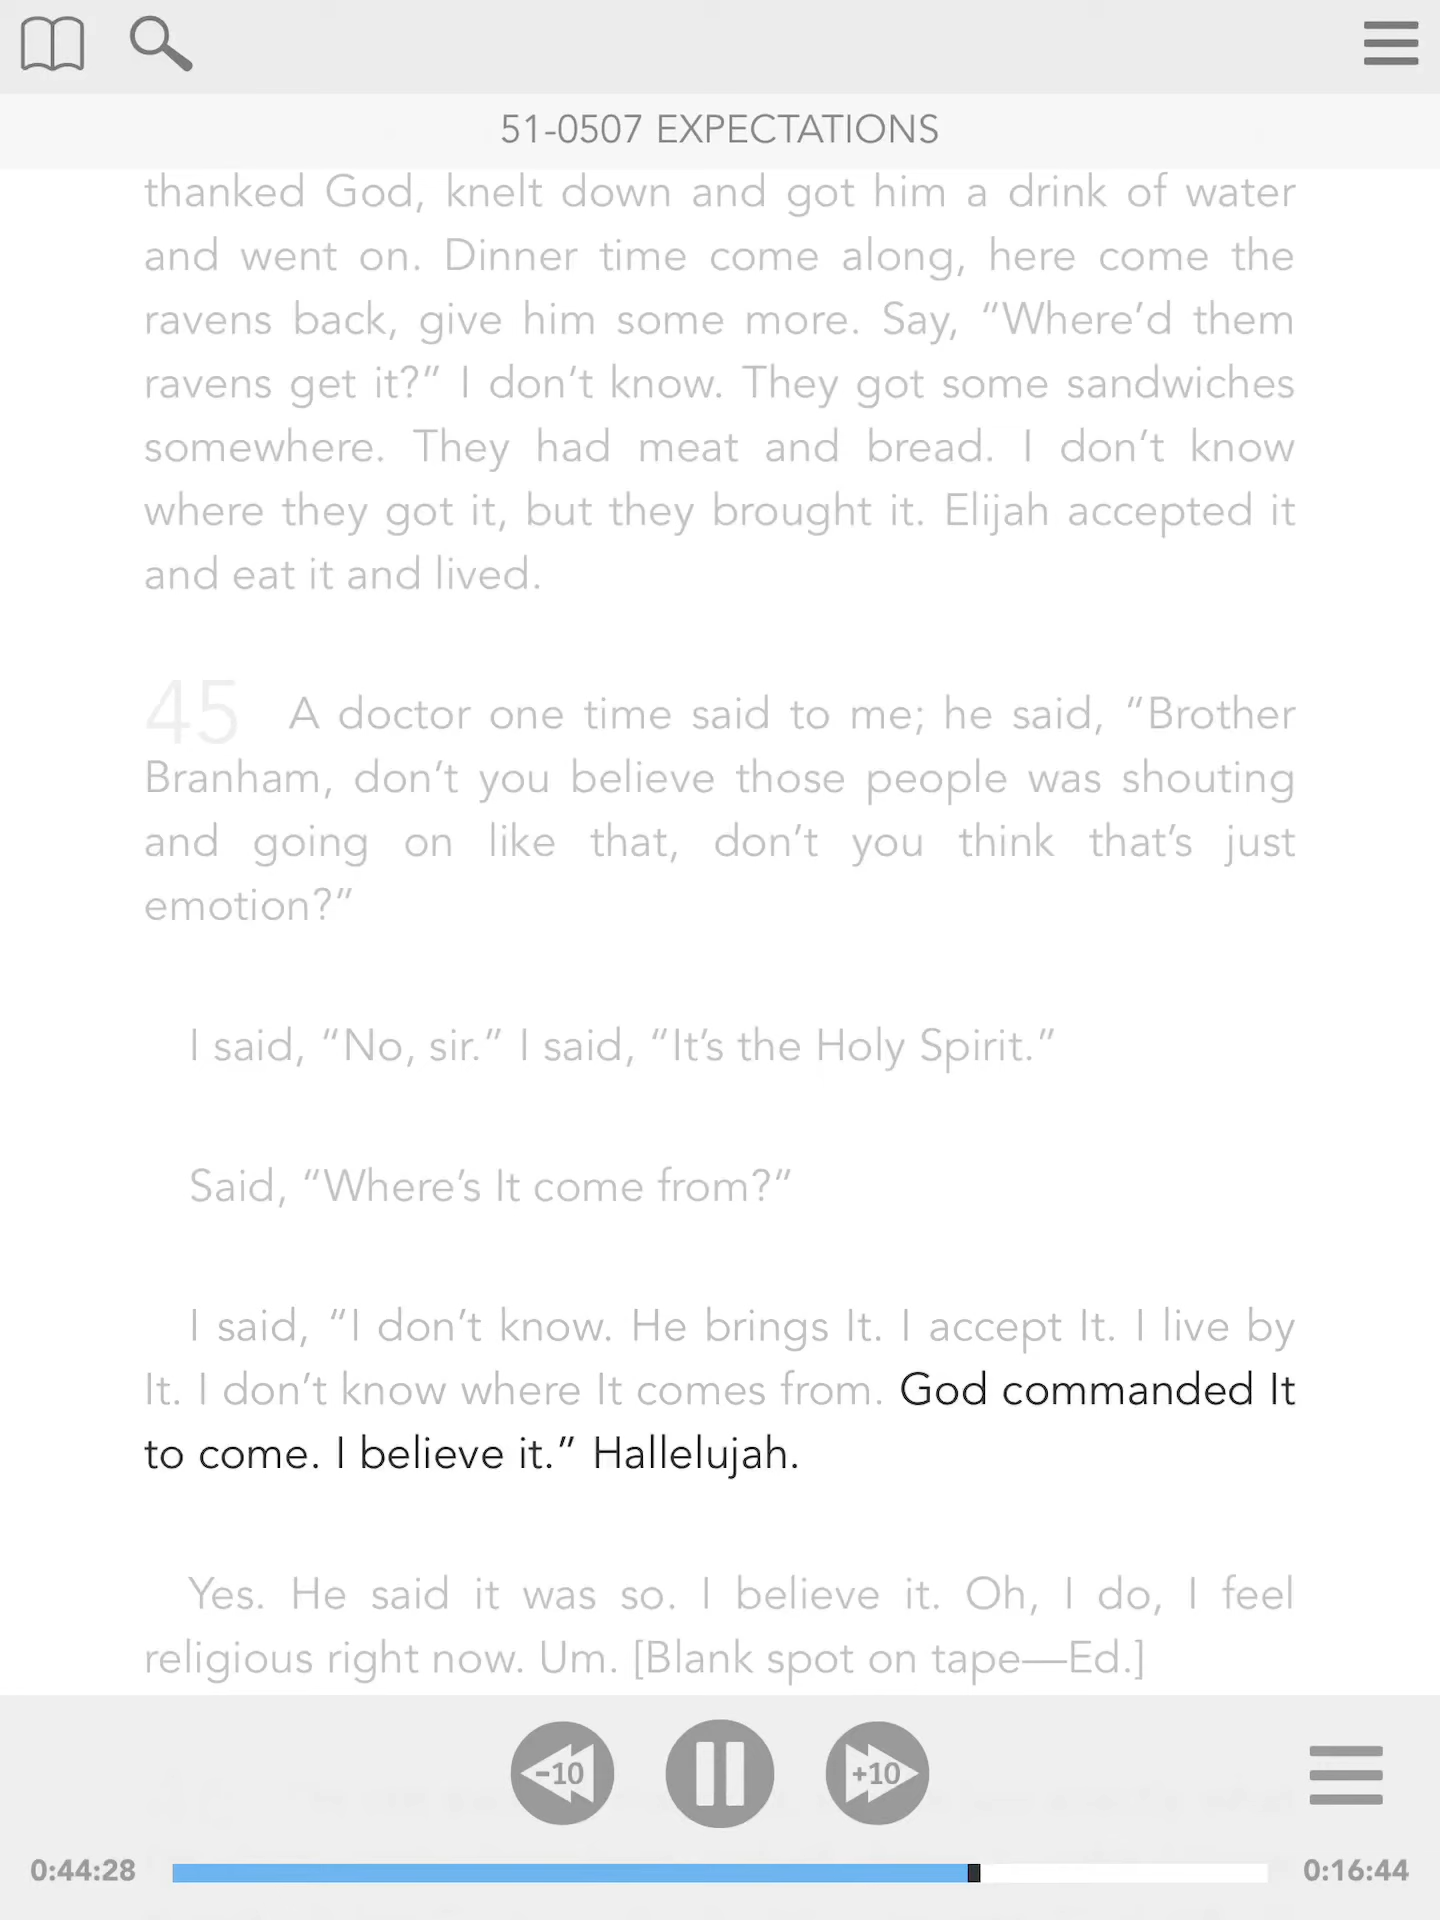 51-0507 EXPECTATIONS
thanked God, knelt down and got him a drink of water
and went on. Dinner time come along, here come the
ravens back, give him some more. Say, “Where’d them
ravens get it?” I don’t know. They got some sandwiches
somewhere. They had meat and bread. I don’t know
where they got it, but they brought it. Elijah accepted it
and eat it and lived.
45 A doctor one time said to me; he said, “Brother
Branham, don’t you believe those people was shouting
and going on like that, don’t you think that’s just
emotion?”
I said, “No, sir.” I said, “It’s the Holy Spirit.”
Said, “Where’s It come from?”
I said, “I don’t know. He brings It. I accept It. I live by
It. I don’t know where It comes from. God commanded It
to come. I believe it.” Hallelujah.
Yes. He said it was so. I believe it. Oh, I do, I feel
religious right now. Um. [Blank spot on tape—Ed.]
-10 +10
0:44:28 0:16:44